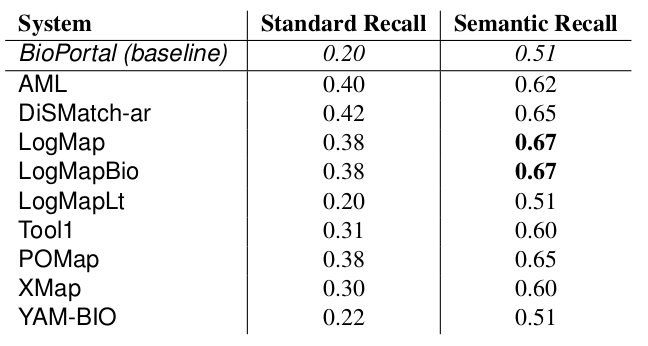 System Standard Recall Semantic Recall
BioPortal (baseline) 0.20 0.51
AML 0.40 0.62
DiSMatch-ar 0.42 0.65
LogMap 0.38 0.67
LogMapBio 0.38 0.67
LogMapLt 0.20 0.51
Tool1 0.31 0.60
POMap 0.38 0.65
XMap 0.30 0.60
YAM-BIO 0.22 0.51